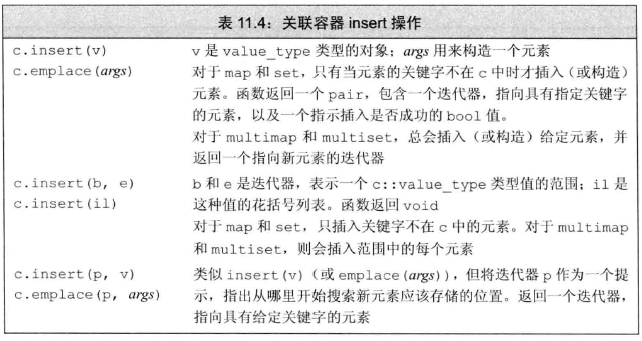 表 11.4：关联容器 insert 操作
c.insert(v) v 是 value_type 类型的对象；args 用来构造一个元素
c.emplace(args) 对于 map 和 set，只有当元素的关键字不在 c 中时才插入（或构造）
元素。函数返回一个 pair，包含一个迭代器，指向具有指定关键字
的元素，以及一个指示插入是否成功的 bool 值。
对于 multimap 和 multiset，总会插入（或构造）给定元素，并
返回一个指向新元素的迭代器
c.insert(b, e) b 和 e 是迭代器，表示一个 c::value_type 类型值的范围；il 是
c.insert(il) 这种值的花括号列表。函数返回 void
对于 map 和 set，只插入关键字不在 c 中的元素。对于 multimap
和 multiset，则会插入范围中的每个元素
c.insert(p, v) 类似 insert(v)（或 emplace(args)），但将迭代器 p 作为一个提
c.emplace(p, args) 示，指出从哪里开始搜索新元素应该存储的位置。返回一个迭代器，
指向具有给定关键字的元素